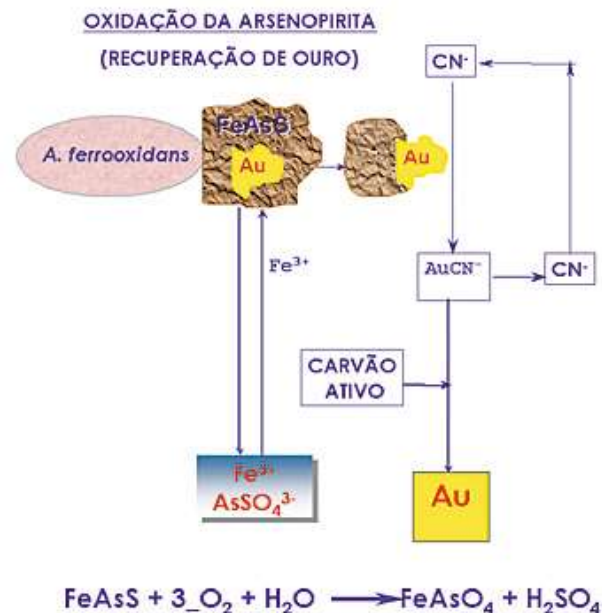 OXIDAÇÃO DA ARSENOPIRITA
(RECUPERAÇÃO DE OURO)
CN-
FeAsS
A. ferrooxidans
Au
Au
Fe³⁺
AuCN⁻
CN-
CARVÃO
ATIVO
Fe³⁺
AsSO₄³⁻
Au
FeAsS + 3_O₂ + H₂O → FeAsO₄ + H₂SO₄